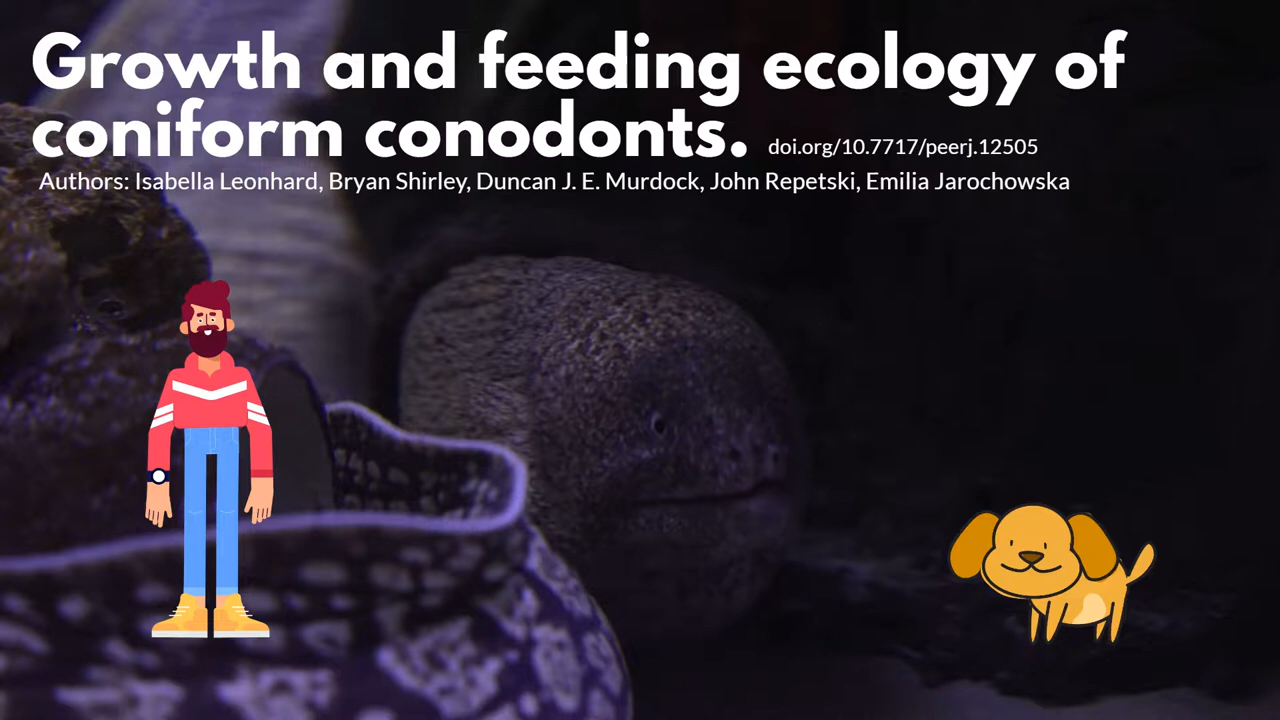 Growth and feeding ecology of
coniform conodonts. doi.org/10.7717/peerj.12505
Authors: Isabella Leonhard, Bryan Shirley, Duncan J. E. Murdock, John Repetski, Emilia Jarochowska